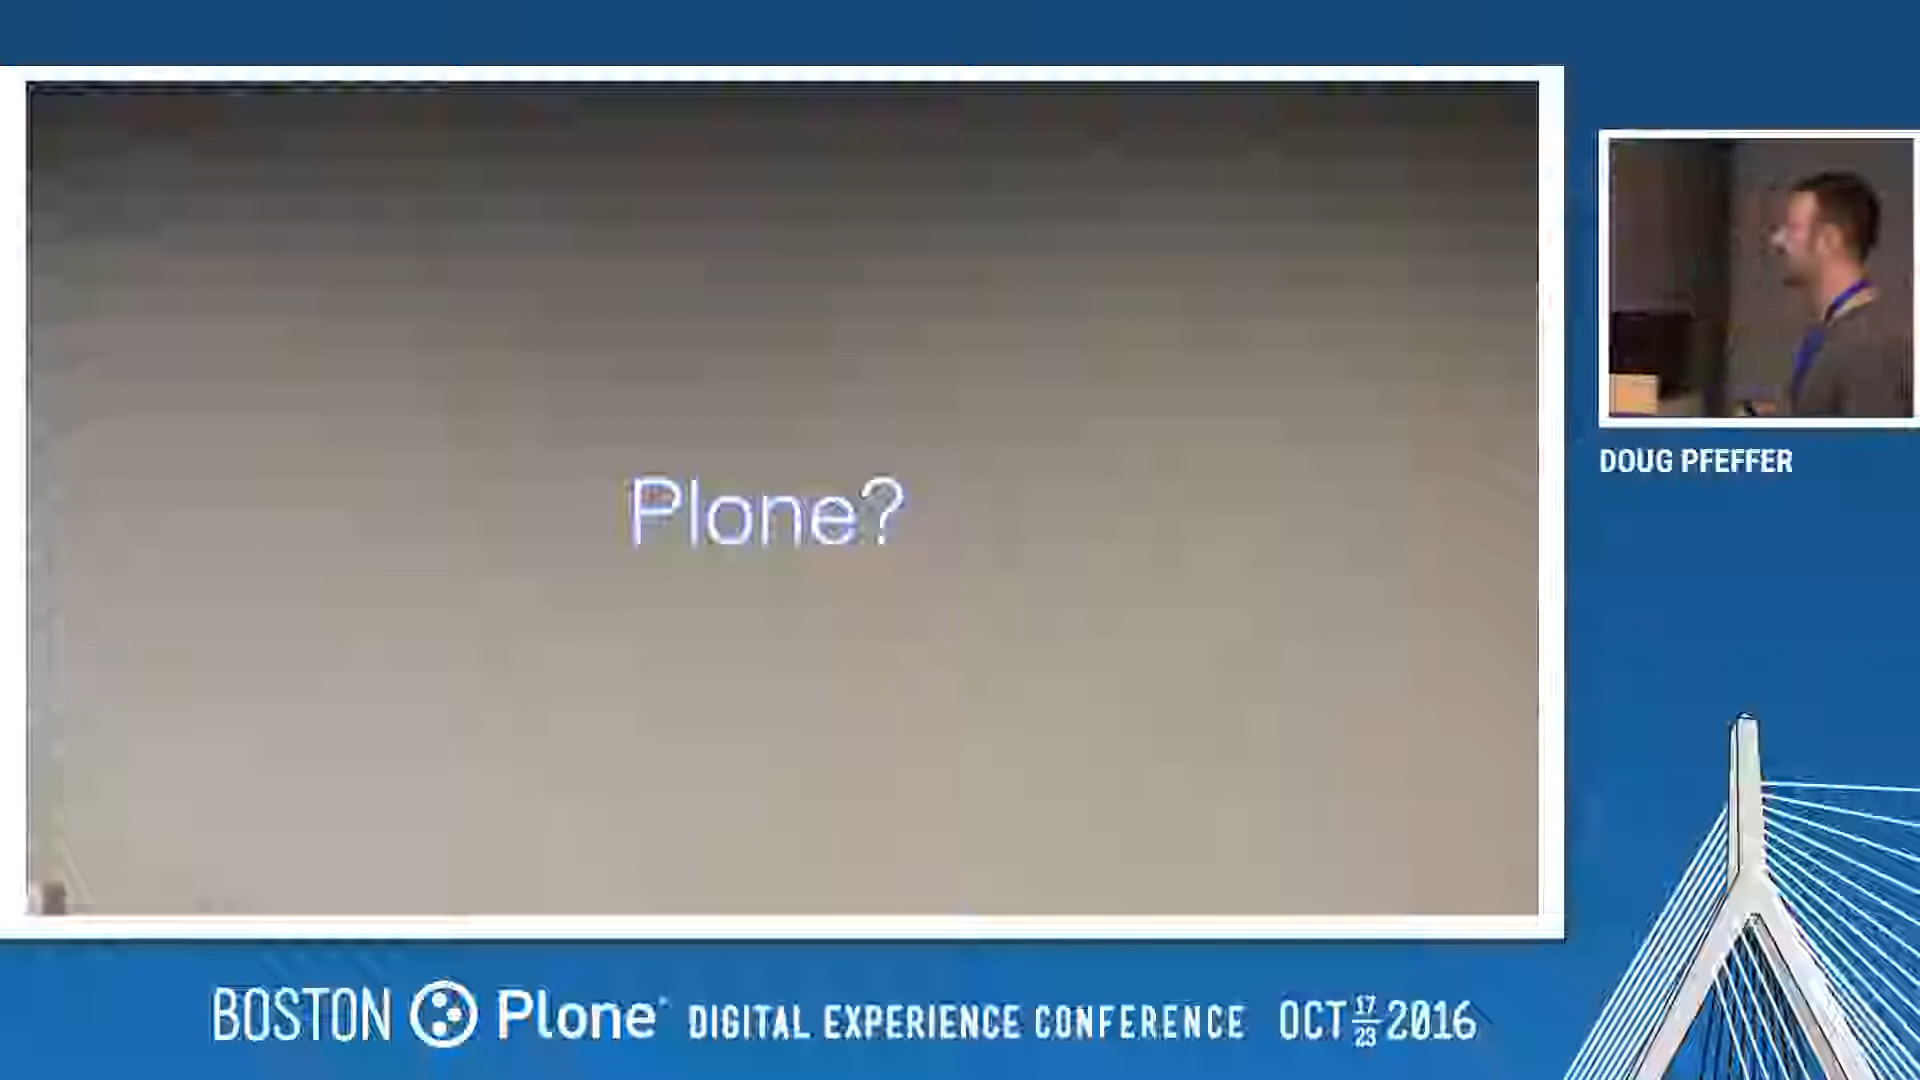 Plone?
DOUG PFEFFER
BOSTON Plone DIGITAL EXPERIENCE CONFERENCE OCT 17 23 2016